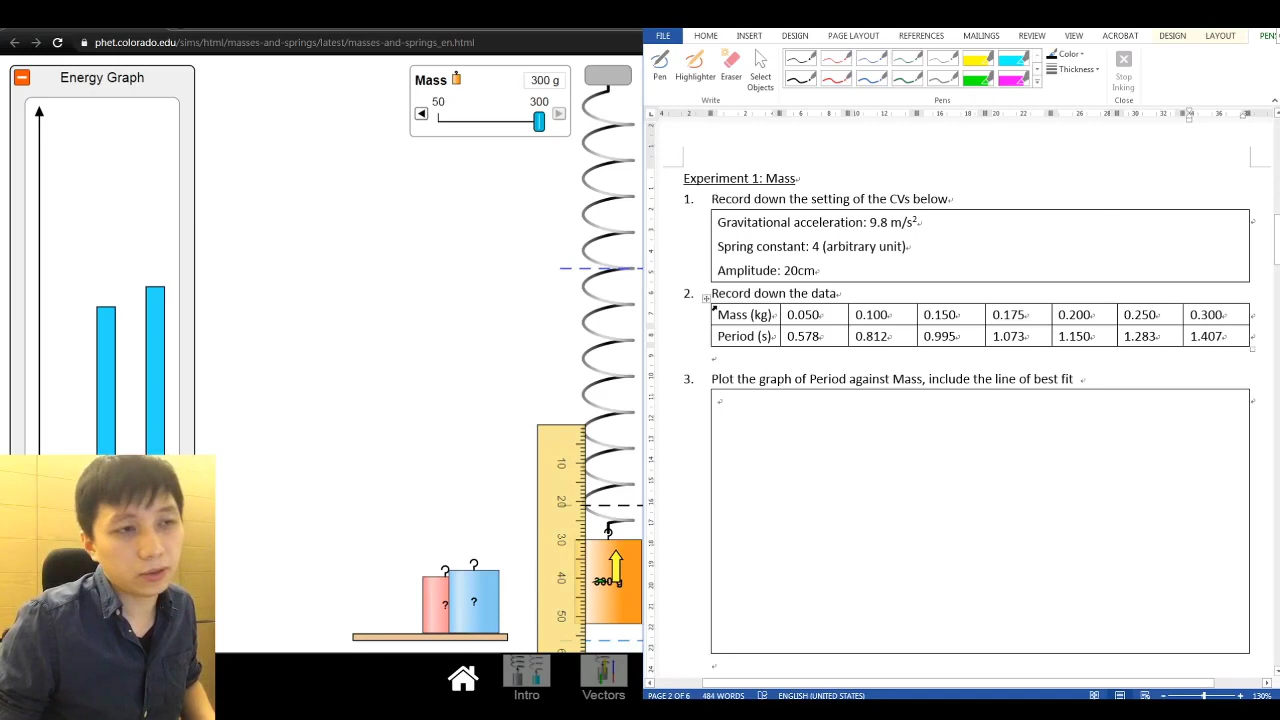 phet.colorado.edu/sims/html/masses-and-springs/latest/masses-and-springs_en.html
Energy Graph
Mass 300 g
50 300
10
20
30
40
50
?
?
Intro
Vectors
FILE HOME INSERT DESIGN PAGE LAYOUT REFERENCES MAILINGS REVIEW VIEW ACROBAT DESIGN LAYOUT
Pen Highlighter Eraser Select Objects
Color
Thickness
Stop Inking
Write Pens Close
Experiment 1: Mass
1. Record down the setting of the CVs below
Gravitational acceleration: 9.8 m/s²
Spring constant: 4 (arbitrary unit)
Amplitude: 20cm
2. Record down the data
Mass (kg) 0.050 0.100 0.150 0.175 0.200 0.250 0.300
Period (s) 0.578 0.812 0.995 1.073 1.150 1.283 1.407
3. Plot the graph of Period against Mass, include the line of best fit
PAGE 2 OF 6 484 WORDS ENGLISH (UNITED STATES) 130%